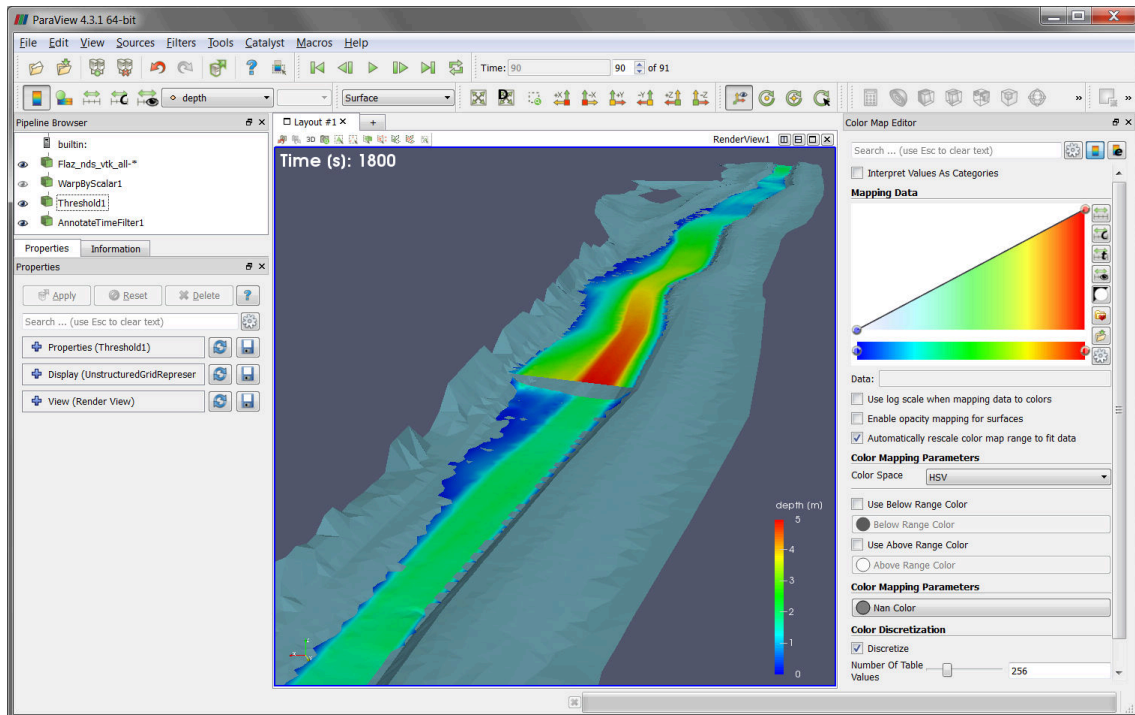 ParaView 4.3.1 64-bit
File Edit View Sources Filters Tools Catalyst Macros Help
Time: 90 90 of 91
depth Surface
Pipeline Browser
builtin:
Flaz_nds_vtk_all-*
WarpByScalar1
Threshold1
AnnotateTimeFilter1
Properties Information
Properties
Apply Reset Delete ?
Search ... (use Esc to clear text)
Properties (Threshold1)
Display (UnstructuredGridRepreser
View (Render View)
Layout #1 × +
3D RenderView1
Time (s): 1800
depth (m)
5
4
3
2
1
0
Color Map Editor
Search ... (use Esc to clear text)
Interpret Values As Categories
Mapping Data
Data:
Use log scale when mapping data to colors
Enable opacity mapping for surfaces
Automatically rescale color map range to fit data
Color Mapping Parameters
Color Space HSV
Use Below Range Color
Below Range Color
Use Above Range Color
Above Range Color
Color Mapping Parameters
Nan Color
Color Discretization
Discretize
Number Of Table Values 256